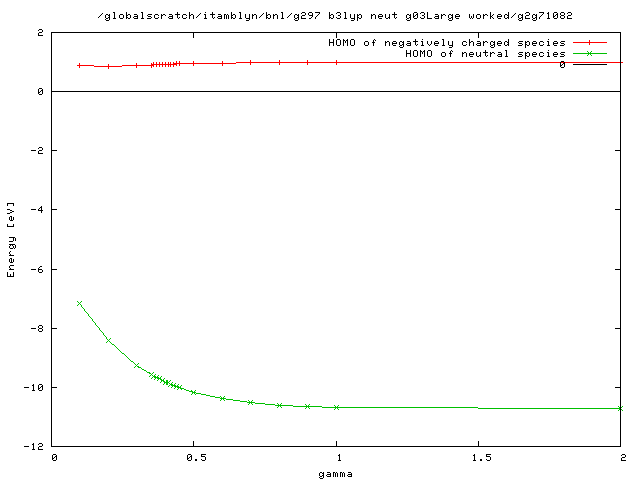 /globalscratch/itamblyn/bnl/g297 b3lyp neut g03Large worked/g2g71082
HOMO of negatively charged species
HOMO of neutral species
0
2
0
-2
-4
-6
-8
-10
-12
Energy [eV]
0
0.5
1
1.5
2
gamma